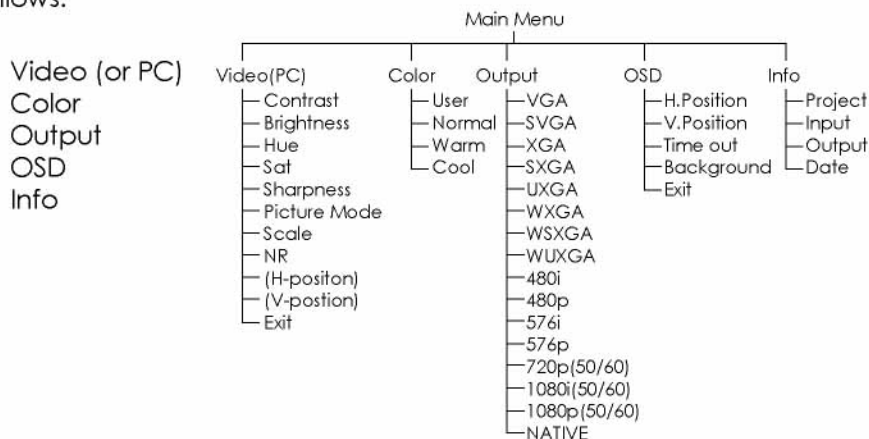 Main Menu
Video (or PC)
Color
Output
OSD
Info
Video(PC)
Contrast
Brightness
Hue
Sat
Sharpness
Picture Mode
Scale
NR
(H-positon)
(V-postion)
Exit
Color
User
Normal
Warm
Cool
Output
VGA
SVGA
XGA
SXGA
UXGA
WXGA
WSXGA
WUXGA
480i
480p
576i
576p
720p(50/60)
1080i(50/60)
1080p(50/60)
NATIVE
OSD
H.Position
V.Position
Time out
Background
Exit
Info
Project
Input
Output
Date